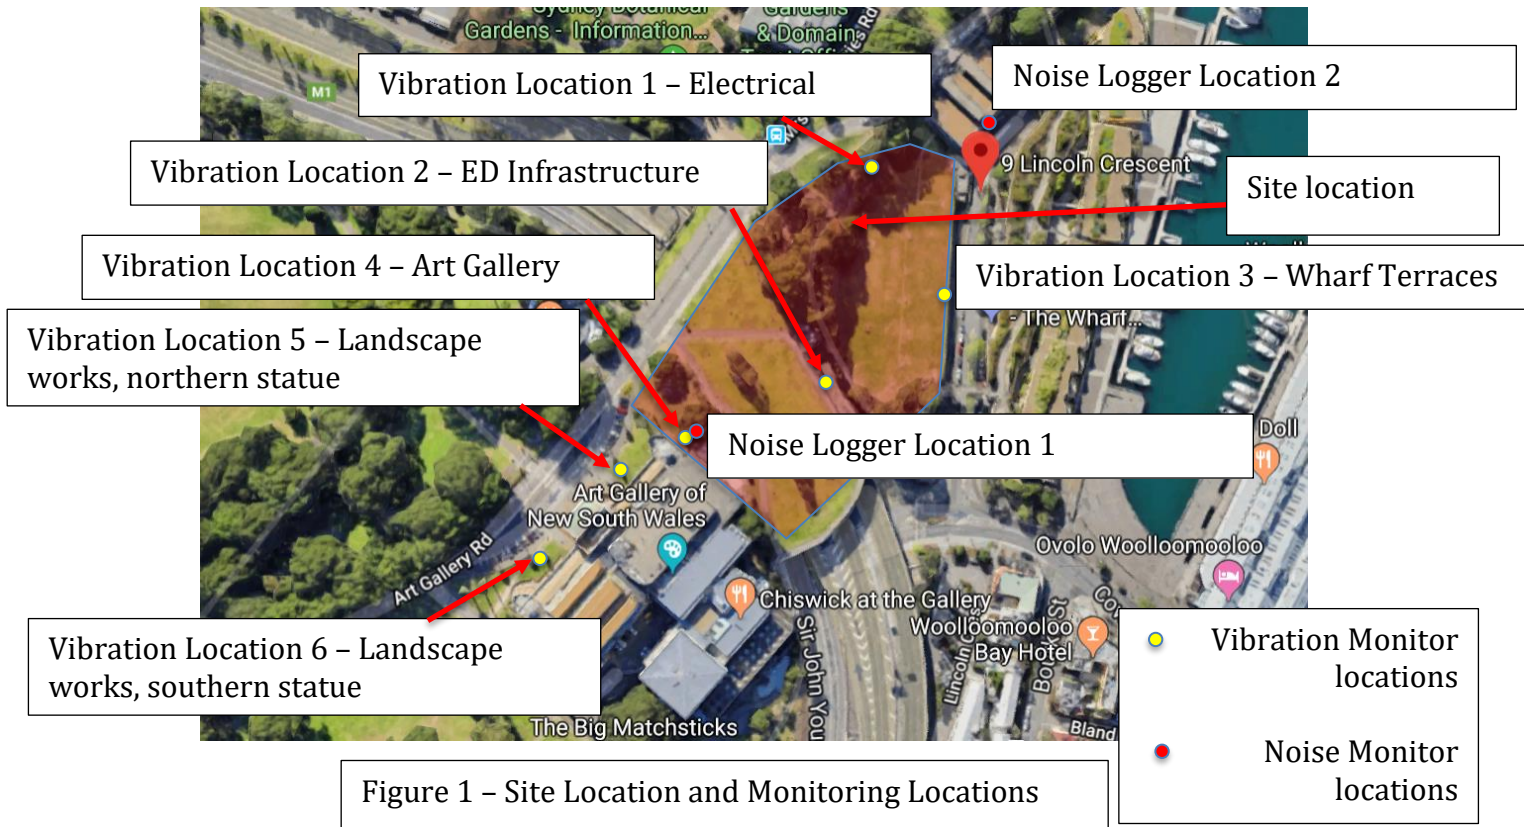 Sydney Botanical
Gardens - Information...
Gardens
& Domain
M1
Vibration Location 1 – Electrical
Noise Logger Location 2
Vibration Location 2 – ED Infrastructure
9 Lincoln Crescent
Site location
Vibration Location 4 – Art Gallery
Vibration Location 3 – Wharf Terraces
- The Wharf...
Vibration Location 5 – Landscape
works, northern statue
Noise Logger Location 1
Doll
Art Gallery of
New South Wales
Art Gallery Rd
Ovolo Woolloomooloo
Chiswick at the Gallery
Woolloomooloo
Bay Hotel
Sir John You
Vibration Location 6 – Landscape
works, southern statue
The Big Matchsticks
Bland
Vibration Monitor
locations
Noise Monitor
locations
Figure 1 – Site Location and Monitoring Locations